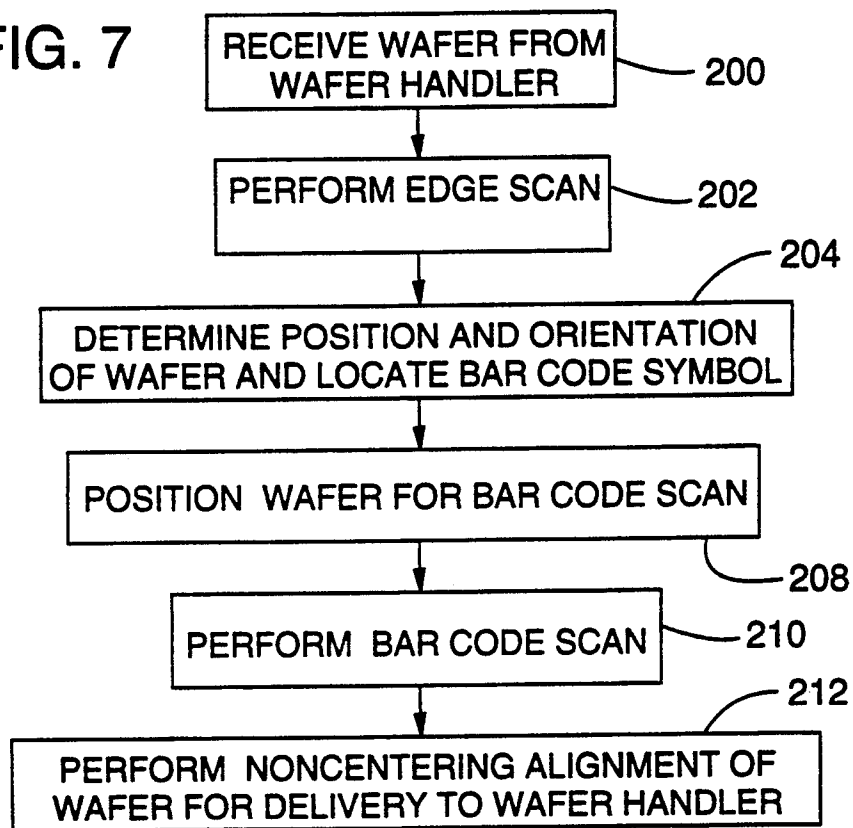 FIG. 7
RECEIVE WAFER FROM
WAFER HANDLER
200
PERFORM EDGE SCAN
202
204
DETERMINE POSITION AND ORIENTATION
OF WAFER AND LOCATE BAR CODE SYMBOL
POSITION WAFER FOR BAR CODE SCAN
208
PERFORM BAR CODE SCAN
210
212
PERFORM NONCENTERING ALIGNMENT OF
WAFER FOR DELIVERY TO WAFER HANDLER